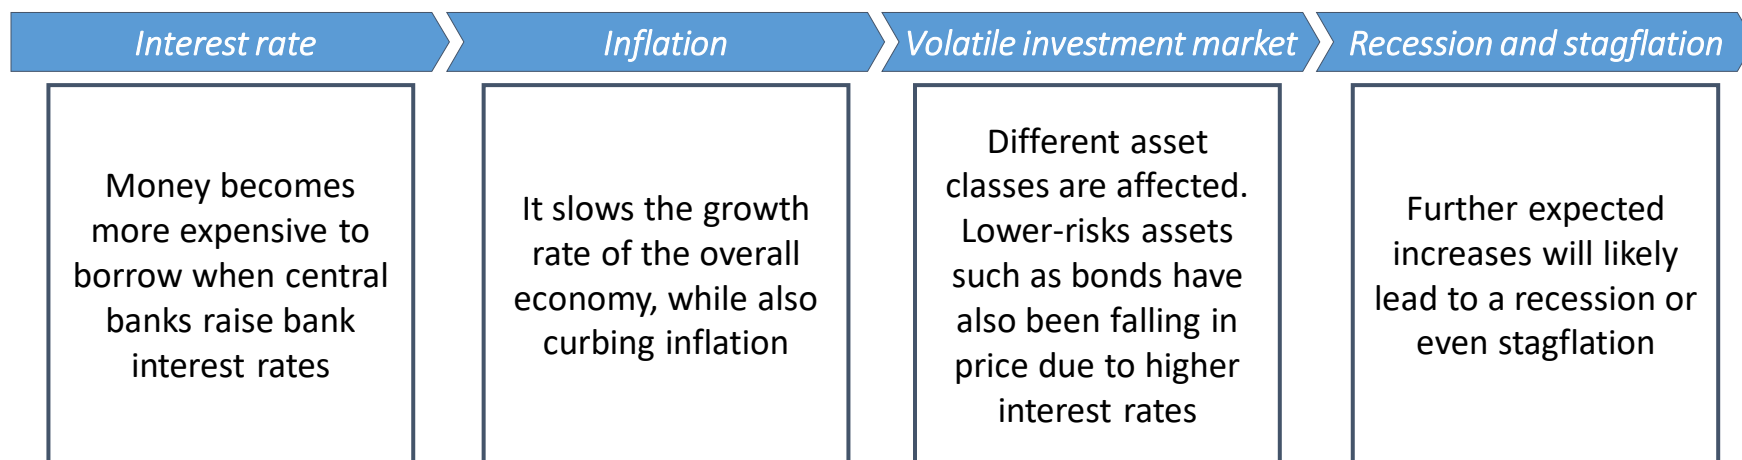 Interest rate
Inflation
Volatile investment market
Recession and stagflation
Money becomes
more expensive to
borrow when central
banks raise bank
interest rates
It slows the growth
rate of the overall
economy, while also
curbing inflation
Different asset
classes are affected.
Lower-risks assets
such as bonds have
also been falling in
price due to higher
interest rates
Further expected
increases will likely
lead to a recession or
even stagflation